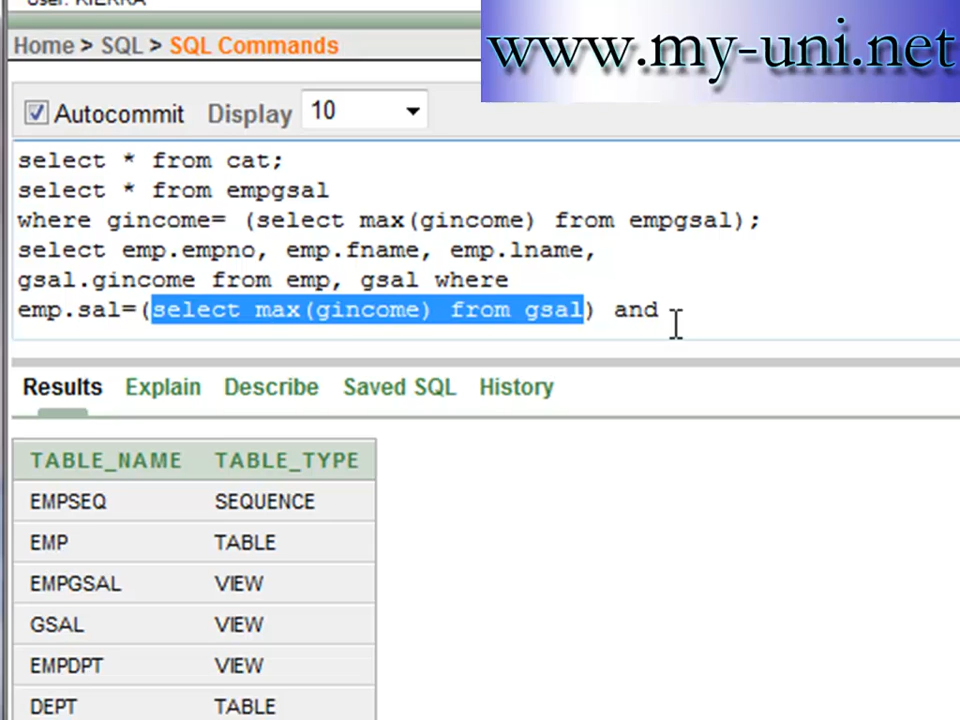 User: KIERRA
www.my-uni.net
Home > SQL > SQL Commands
Autocommit Display 10
select * from cat;
select * from empgsal
where gincome= (select max(gincome) from empgsal);
select emp.empno, emp.fname, emp.lname,
gsal.gincome from emp, gsal where
emp.sal=(select max(gincome) from gsal) and
Results Explain Describe Saved SQL History
TABLE_NAME TABLE_TYPE
EMPSEQ SEQUENCE
EMP TABLE
EMPGSAL VIEW
GSAL VIEW
EMPDPT VIEW
DEPT TABLE